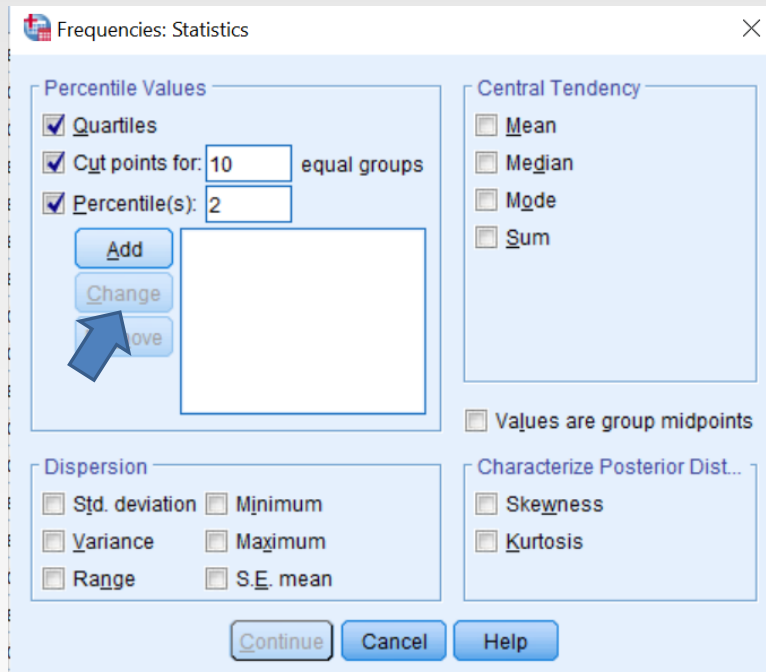 Frequencies: Statistics
Percentile Values
Quartiles
Cut points for: 10 equal groups
Percentile(s): 2
Add
Change
Central Tendency
Mean
Median
Mode
Sum
Values are group midpoints
Dispersion
Std. deviation Minimum
Variance Maximum
Range S.E. mean
Characterize Posterior Dist...
Skewness
Kurtosis
Continue Cancel Help